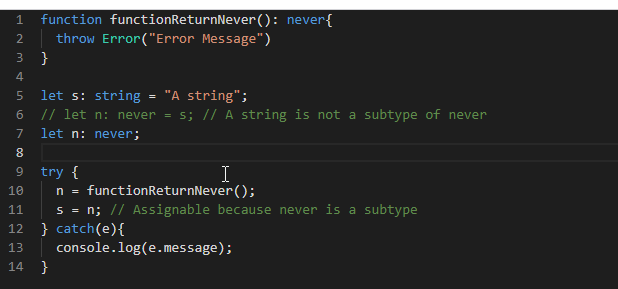 1 function functionReturnNever(): never{
2   throw Error("Error Message")
3 }
4
5 let s: string = "A string";
6 // let n: never = s; // A string is not a subtype of never
7 let n: never;
8
9 try {
10   n = functionReturnNever();
11   s = n; // Assignable because never is a subtype
12 } catch(e){
13   console.log(e.message);
14 }